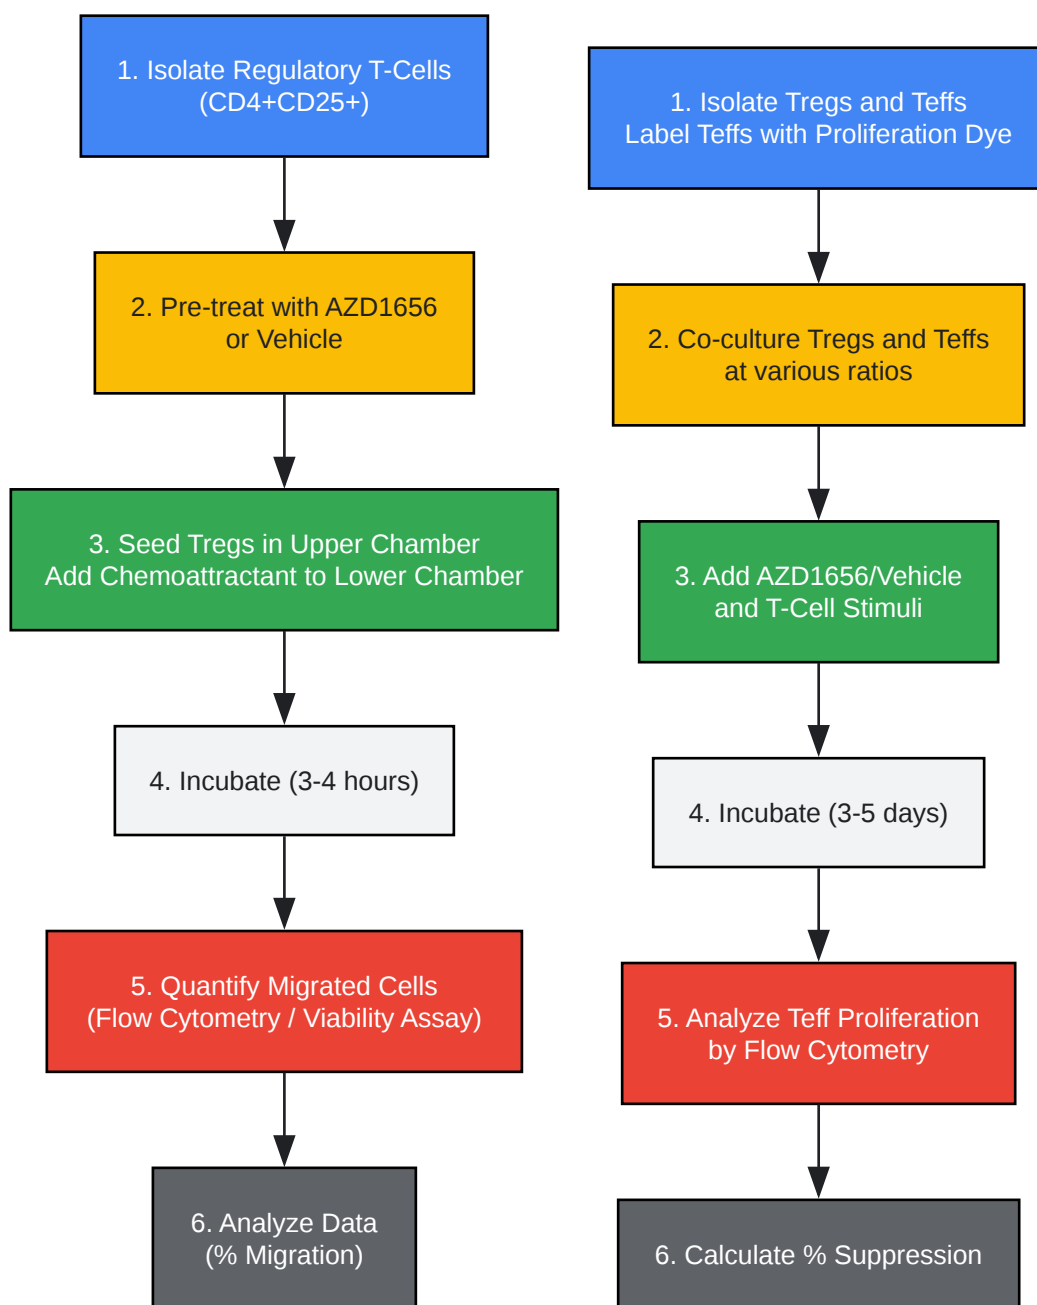 1. Isolate Regulatory T-Cells
(CD4+CD25+)
2. Pre-treat with AZD1656
or Vehicle
3. Seed Tregs in Upper Chamber
Add Chemoattractant to Lower Chamber
4. Incubate (3-4 hours)
5. Quantify Migrated Cells
(Flow Cytometry / Viability Assay)
6. Analyze Data
(% Migration)
1. Isolate Tregs and Teffs
Label Teffs with Proliferation Dye
2. Co-culture Tregs and Teffs
at various ratios
3. Add AZD1656/Vehicle
and T-Cell Stimuli
4. Incubate (3-5 days)
5. Analyze Teff Proliferation
by Flow Cytometry
6. Calculate % Suppression